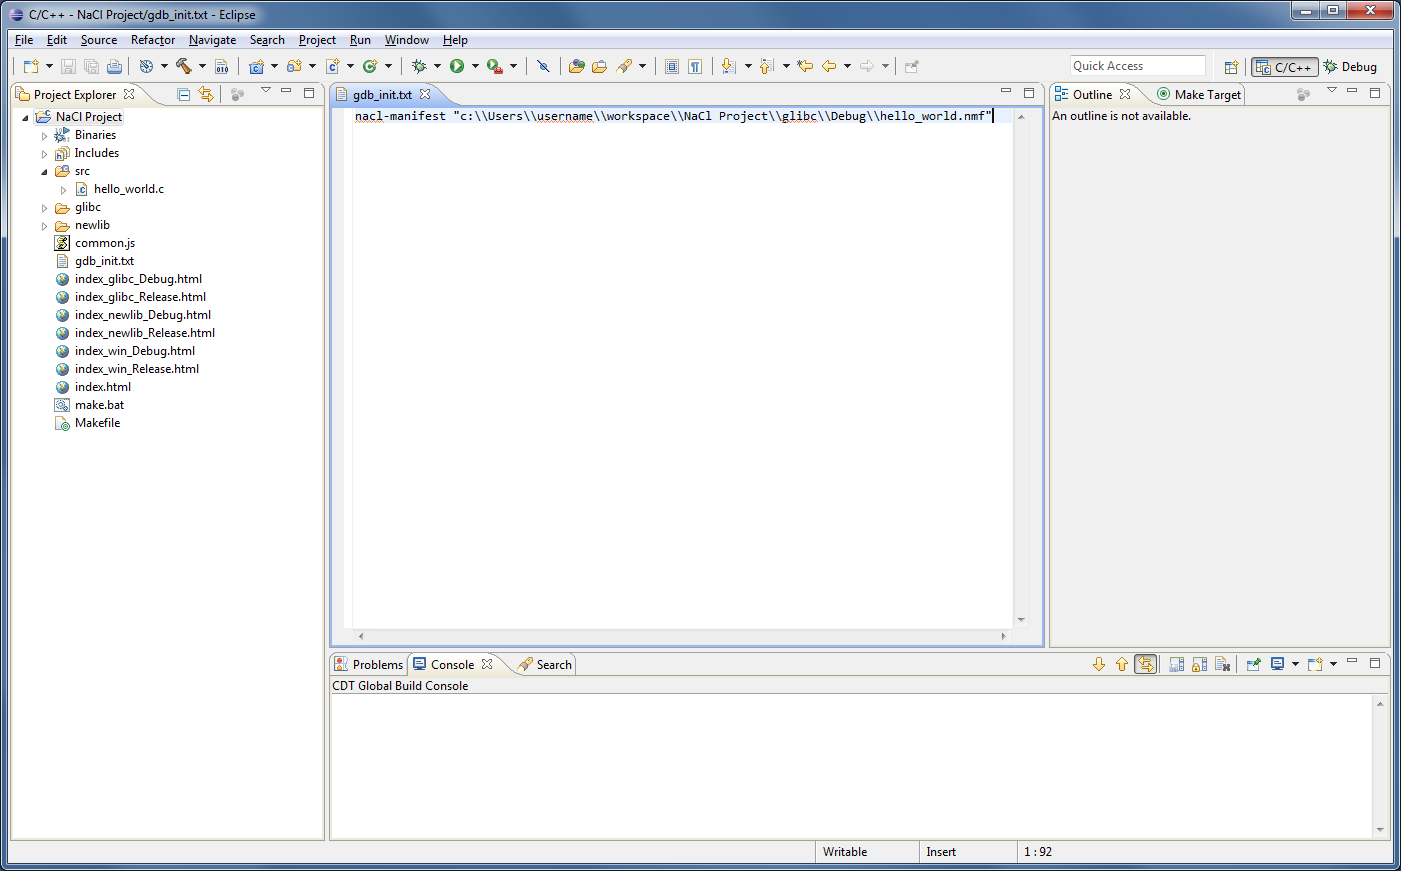 C/C++ - NaCl Project/gdb_init.txt - Eclipse
File Edit Source Refactor Navigate Search Project Run Window Help
Quick Access
C/C++
Debug
Project Explorer
NaCl Project
Binaries
Includes
src
hello_world.c
glibc
newlib
common.js
gdb_init.txt
index_glibc_Debug.html
index_glibc_Release.html
index_newlib_Debug.html
index_newlib_Release.html
index_win_Debug.html
index_win_Release.html
index.html
make.bat
Makefile
gdb_init.txt
nacl-manifest "c:\\Users\\username\\workspace\\NaCl Project\\glibc\\Debug\\hello_world.nmf"
Outline Make Target
An outline is not available.
Problems Console Search
CDT Global Build Console
Writable Insert 1 : 92